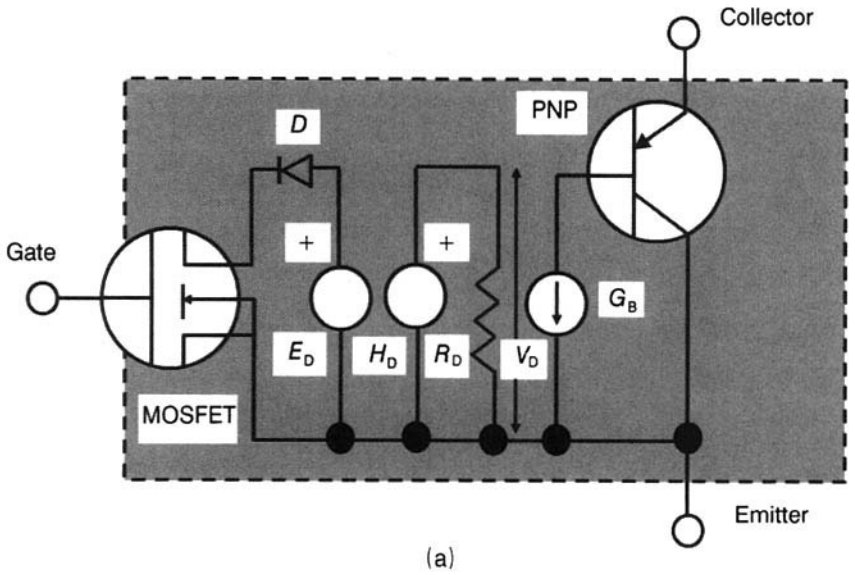 Collector
PNP
D
Gate
+
+
E_D
H_D
R_D
V_D
G_B
MOSFET
Emitter
(a)